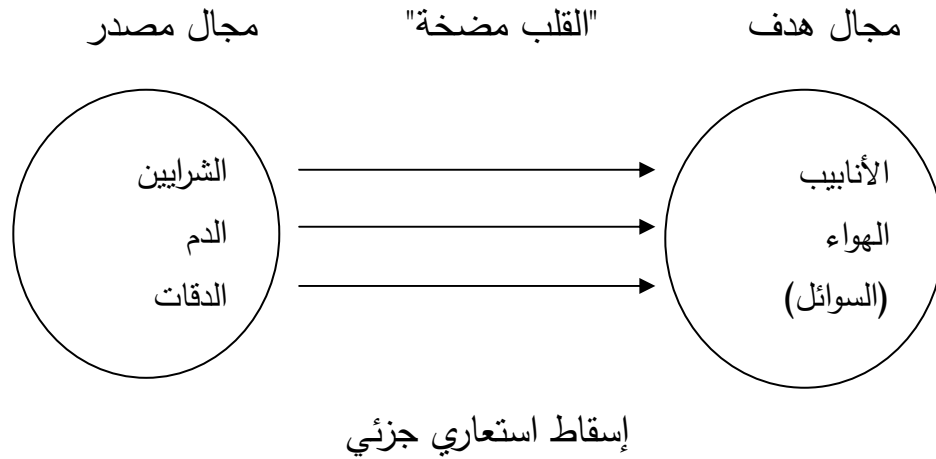 مجال هدف "القلب مضخة" مجال مصدر
الأنابيب الشرايين
الهواء الدم
(السوائل) الدقات
إسقاط استعاري جزئي